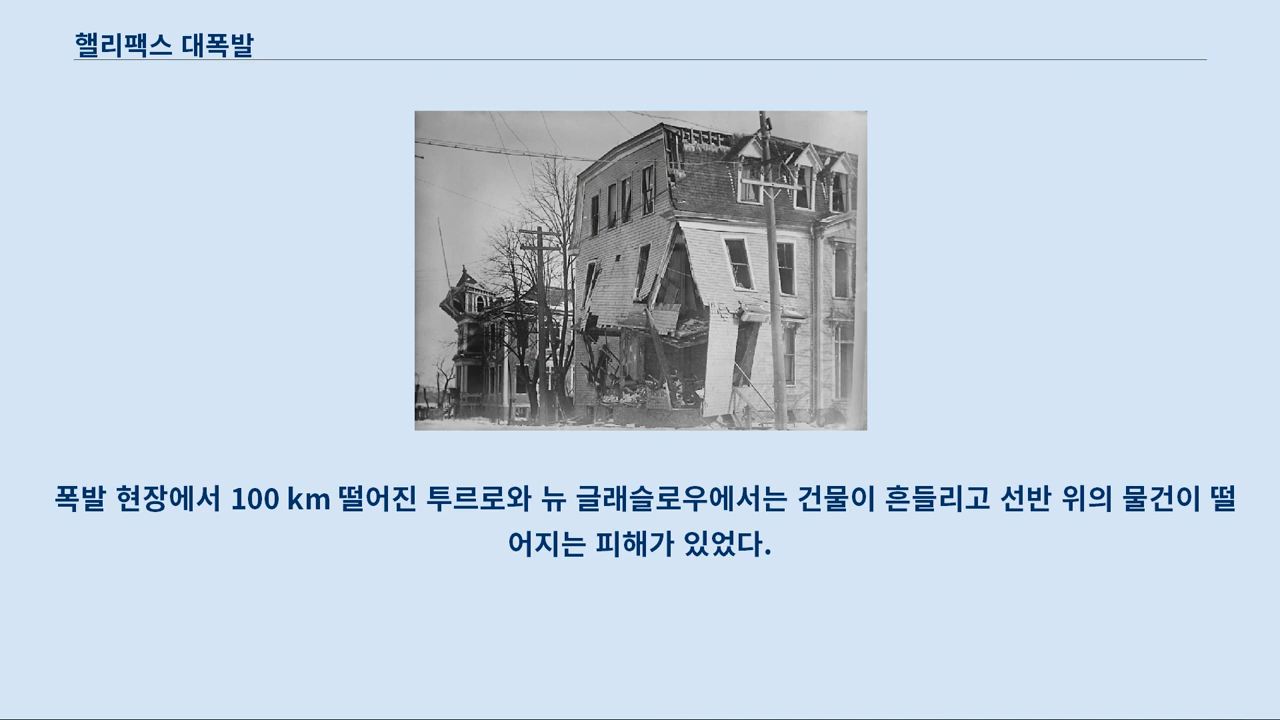 핼리팩스 대폭발
폭발 현장에서 100 km 떨어진 투르로와 뉴 글래슬로우에서는 건물이 흔들리고 선반 위의 물건이 떨
어지는 피해가 있었다.